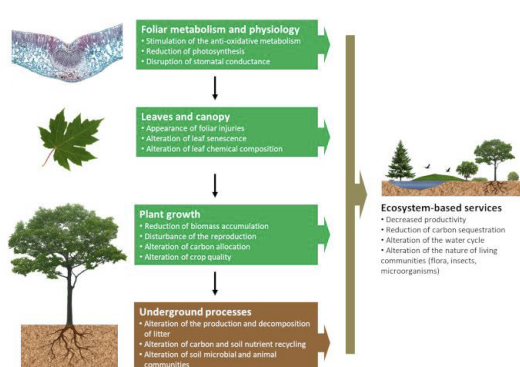 Foliar metabolism and physiology
• Stimulation of the anti-oxidative metabolism
• Reduction of photosynthesis
• Disruption of stomatal conductance
Leaves and canopy
• Appearance of foliar injuries
• Alteration of leaf senescence
• Alteration of leaf chemical composition
Plant growth
• Reduction of biomass accumulation
• Disturbance of the reproduction
• Alteration of carbon allocation
• Alteration of crop quality
Underground processes
• Alteration of the production and decomposition
of litter
• Alteration of carbon and soil nutrient recycling
• Alteration of soil microbial and animal
communities
Ecosystem-based services
• Decreased productivity
• Reduction of carbon sequestration
• Alteration of the water cycle
• Alteration of the nature of living
communities (flora, insects,
microorganisms)